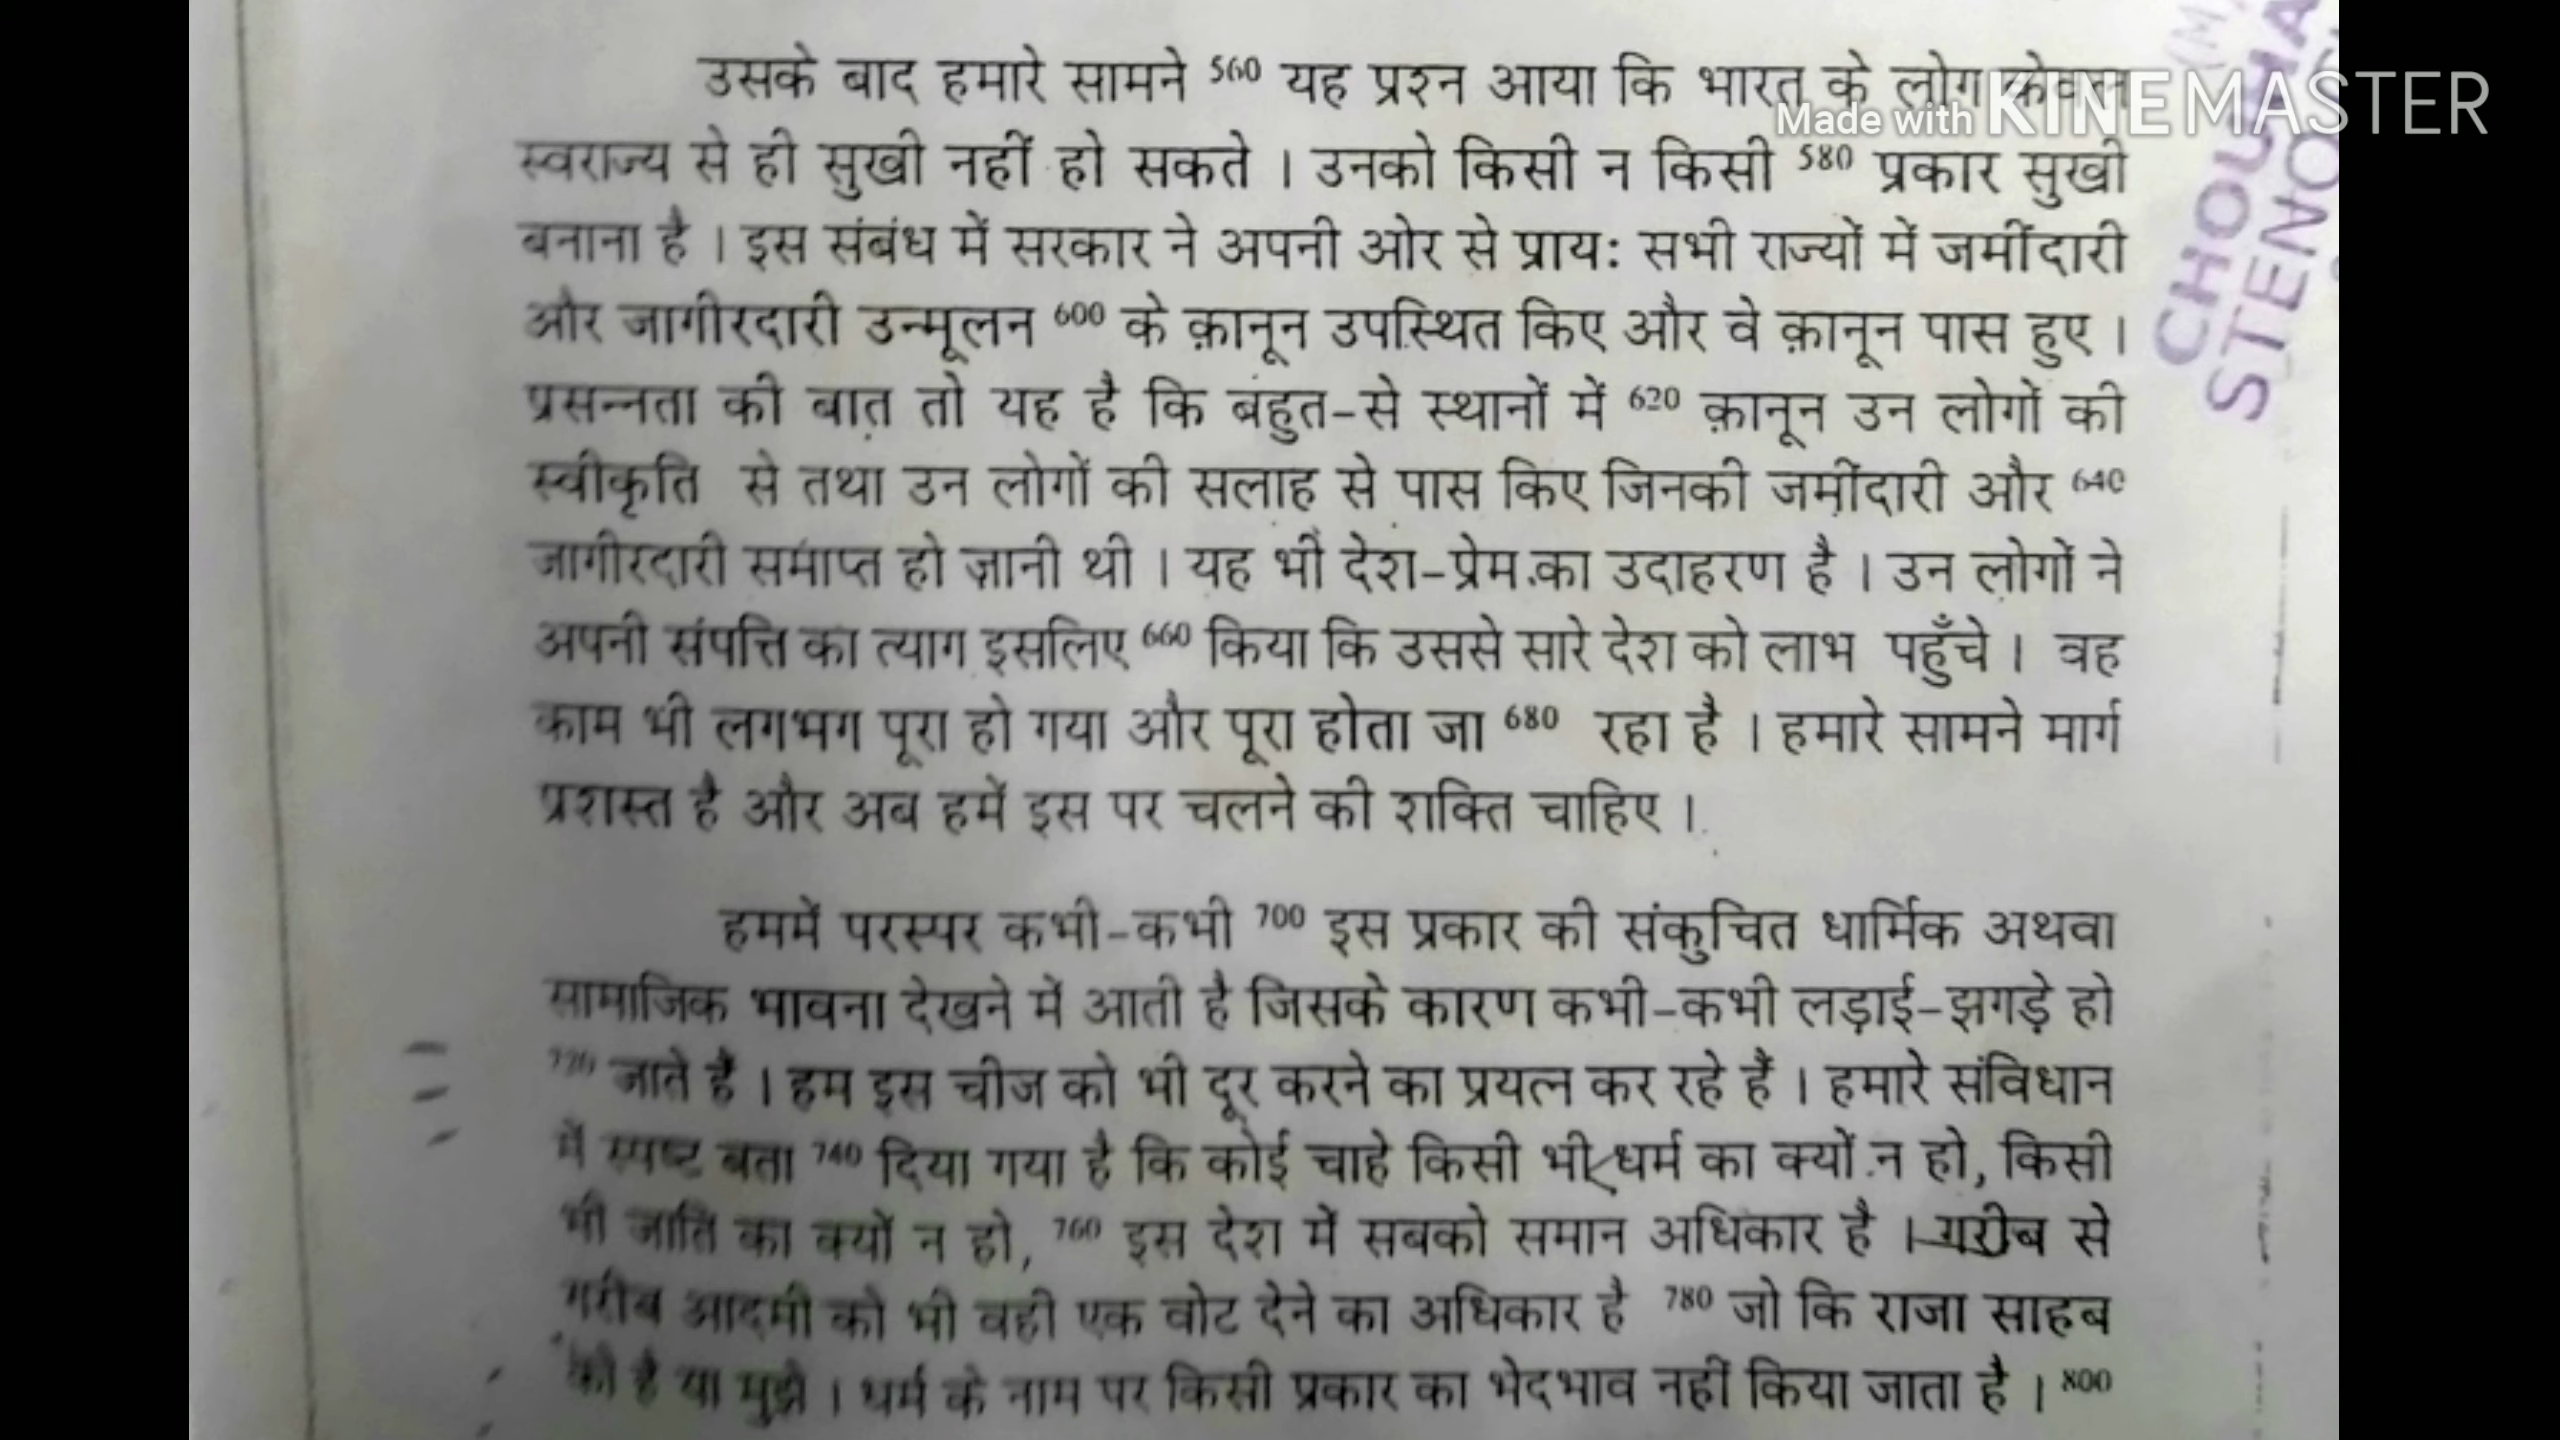 उसके बाद हमारे सामने 560 यह प्रश्न आया कि भारत के लोग केवल
Made with KINEMASTER
स्वराज्य से ही सुखी नहीं हो सकते । उनको किसी न किसी 580 प्रकार सुखी
बनाना है । इस संबंध में सरकार ने अपनी ओर से प्रायः सभी राज्यों में जमींदारी
और जागीरदारी उन्मूलन 600 के क़ानून उपस्थित किए और वे क़ानून पास हुए ।
प्रसन्नता की बात तो यह है कि बहुत-से स्थानों में 620 क़ानून उन लोगों की
स्वीकृति से तथा उन लोगों की सलाह से पास किए जिनकी जमींदारी और 640
जागीरदारी समाप्त हो जानी थी । यह भी देश-प्रेम का उदाहरण है । उन लोगों ने
अपनी संपत्ति का त्याग इसलिए 660 किया कि उससे सारे देश को लाभ पहुँचे । वह
काम भी लगभग पूरा हो गया और पूरा होता जा 680 रहा है । हमारे सामने मार्ग
प्रशस्त है और अब हमें इस पर चलने की शक्ति चाहिए ।
हममें परस्पर कभी-कभी 700 इस प्रकार की संकुचित धार्मिक अथवा
सामाजिक भावना देखने में आती है जिसके कारण कभी-कभी लड़ाई-झगड़े हो
720 जाते हैं । हम इस चीज को भी दूर करने का प्रयत्न कर रहे हैं । हमारे संविधान
में स्पष्ट बता 740 दिया गया है कि कोई चाहे किसी भी धर्म का क्यों न हो, किसी
भी जाति का क्यों न हो, 760 इस देश में सबको समान अधिकार है । गरीब से
गरीब आदमी को भी वही एक वोट देने का अधिकार है 780 जो कि राजा साहब
को है या मुझे । धर्म के नाम पर किसी प्रकार का भेदभाव नहीं किया जाता है । 800